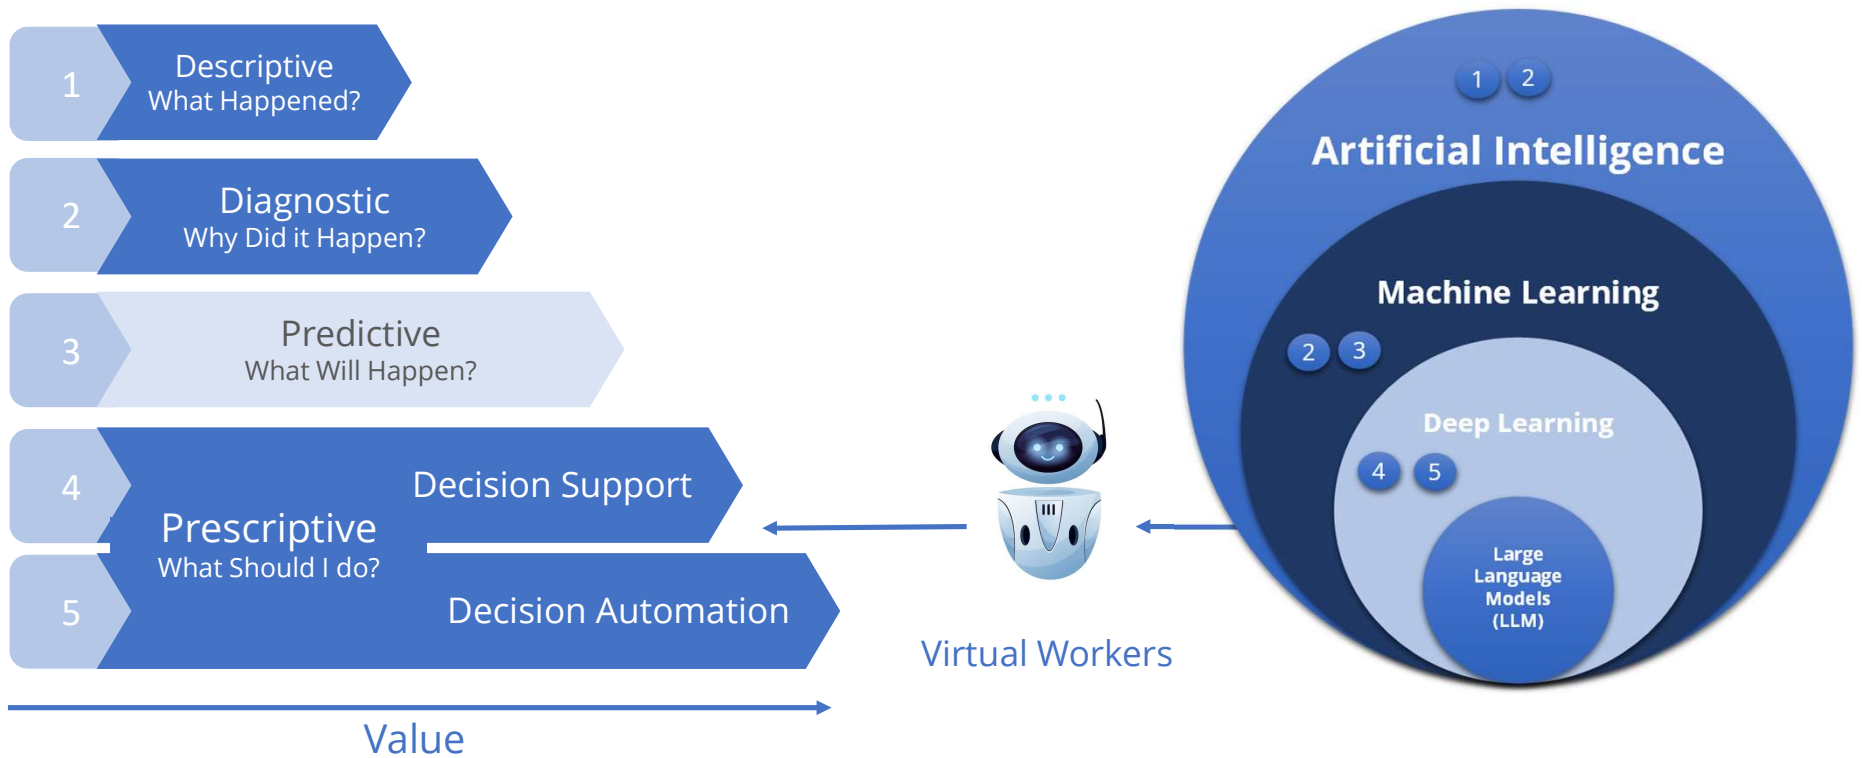 1
Descriptive
What Happened?
2
Diagnostic
Why Did it Happen?
3
Predictive
What Will Happen?
4
Decision Support
Prescriptive
What Should I do?
5
Decision Automation
Value
Virtual Workers
1 2
Artificial Intelligence
Machine Learning
2 3
Deep Learning
4 5
Large
Language
Models
(LLM)